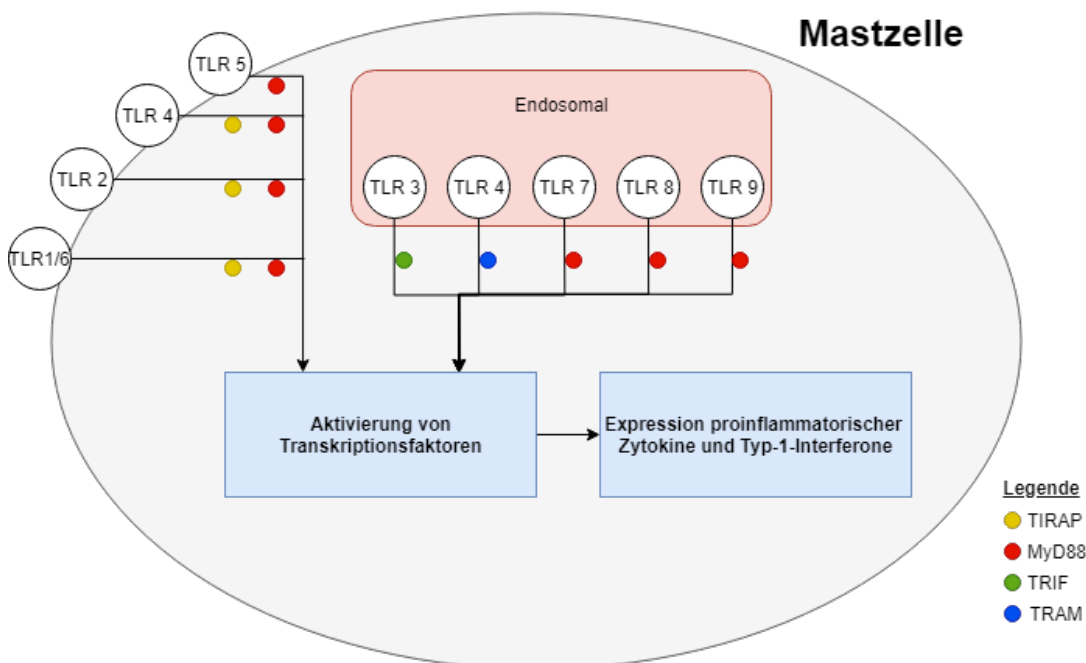 Mastzelle
TLR 5
TLR 4
TLR 2
TLR1/6
Endosomal
TLR 3
TLR 4
TLR 7
TLR 8
TLR 9
Aktivierung von
Transkriptionsfaktoren
Expression proinflammatorischer
Zytokine und Typ-1-Interferone
Legende
TIRAP
MyD88
TRIF
TRAM